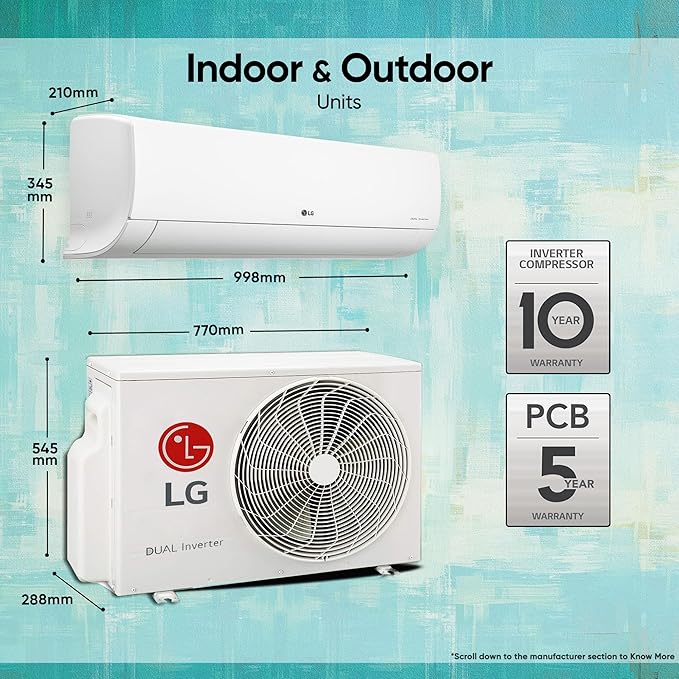 Indoor & Outdoor
Units
210mm
345
mm
LG
998mm
770mm
545
mm
LG
LG
DUAL Inverter
288mm
INVERTER
COMPRESSOR
10 YEAR
WARRANTY
PCB
5 YEAR
WARRANTY
*Scroll down to the manufacturer section to Know More